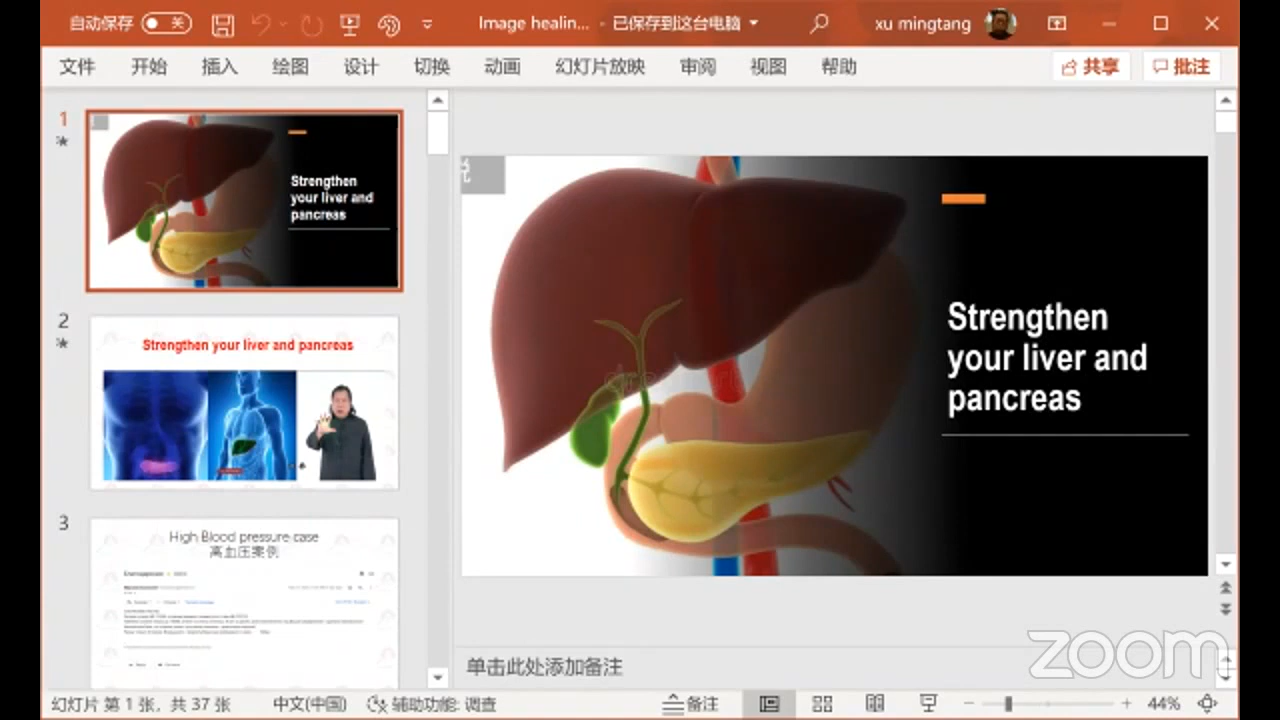 自动保存 关 Image healin... - 已保存到这台电脑 xu mingtang
文件 开始 插入 绘图 设计 切换 动画 幻灯片放映 审阅 视图 帮助 共享 批注
1
Strengthen
your liver and
pancreas
2
Strengthen your liver and pancreas
3
High Blood pressure case
高血压案例
Strengthen
your liver and
pancreas
单击此处添加备注
zoom
幻灯片 第 1 张，共 37 张 中文(中国) 辅助功能: 调查 备注 44%